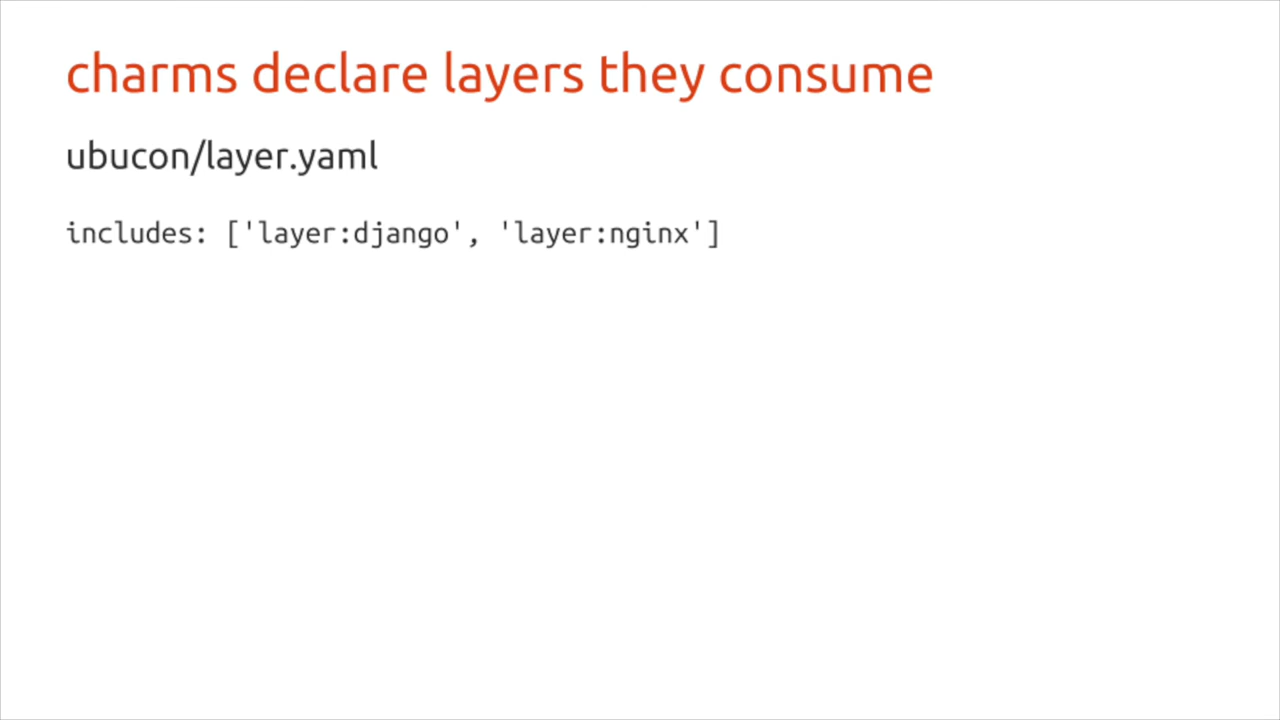 charms declare layers they consume
ubucon/layer.yaml
includes: ['layer:django', 'layer:nginx']